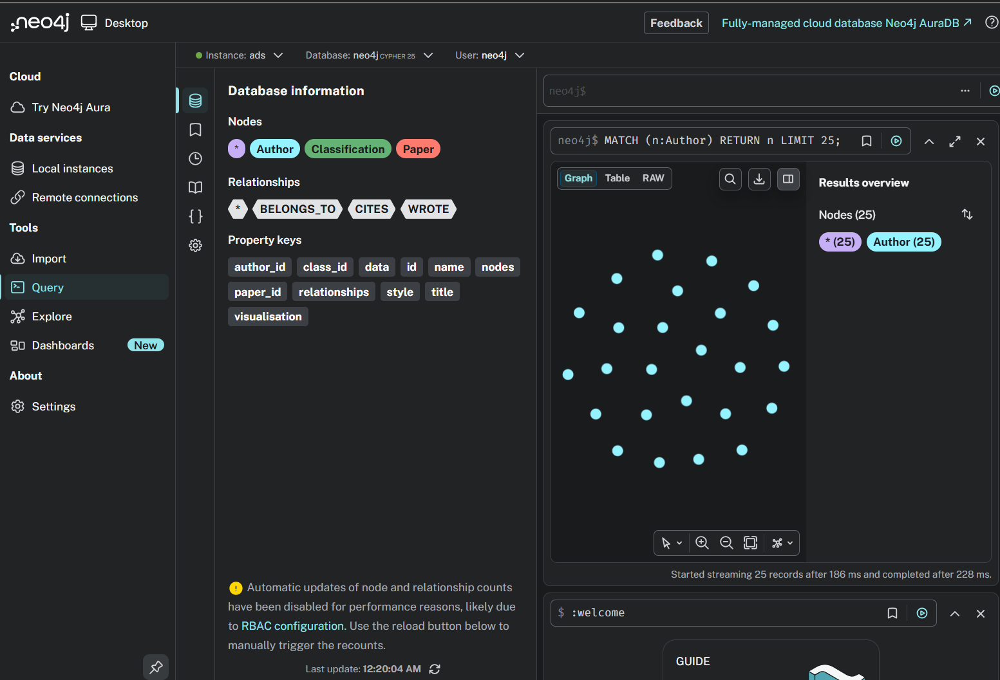 neo4j Desktop
Feedback
Fully-managed cloud database Neo4j AuraDB
Instance: ads
Database: neo4j CYPHER 25
User: neo4j
Cloud
Try Neo4j Aura
Data services
Local instances
Remote connections
Tools
Import
Query
Explore
Dashboards New
About
Settings
Database information
Nodes
* Author Classification Paper
Relationships
* BELONGS_TO CITES WROTE
Property keys
author_id class_id data id name nodes
paper_id relationships style title
visualisation
! Automatic updates of node and relationship counts
have been disabled for performance reasons, likely due
to RBAC configuration. Use the reload button below to
manually trigger the recounts.
Last update: 12:20:04 AM
neo4j$
neo4j$ MATCH (n:Author) RETURN n LIMIT 25;
Graph Table RAW
Results overview
Nodes (25)
* (25) Author (25)
Started streaming 25 records after 186 ms and completed after 228 ms.
$ :welcome
GUIDE